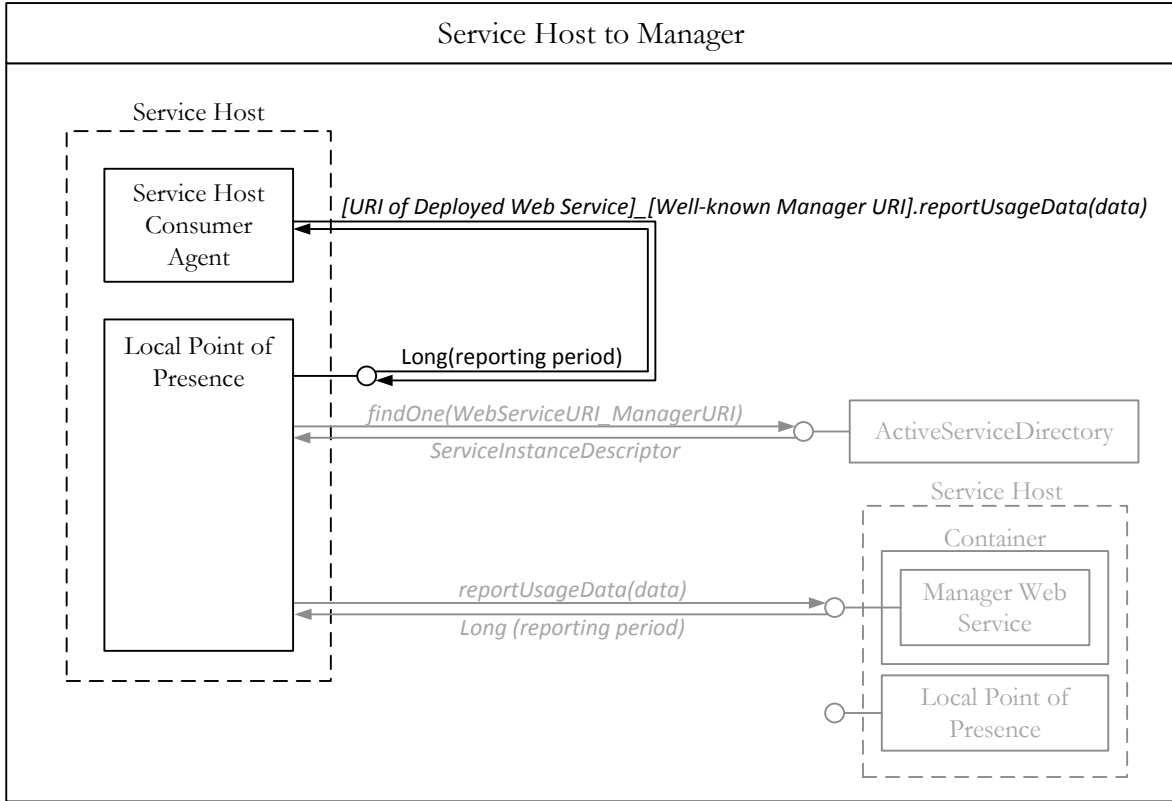 Service Host to Manager
Service Host
Service Host
Consumer
Agent
[URI of Deployed Web Service]_[Well-known Manager URI].reportUsageData(data)
Local Point of
Presence
Long(reporting period)
findOne(WebServiceURI_ManagerURI)
ServiceInstanceDescriptor
ActiveServiceDirectory
Service Host
Container
Manager Web
Service
reportUsageData(data)
Long (reporting period)
Local Point of
Presence